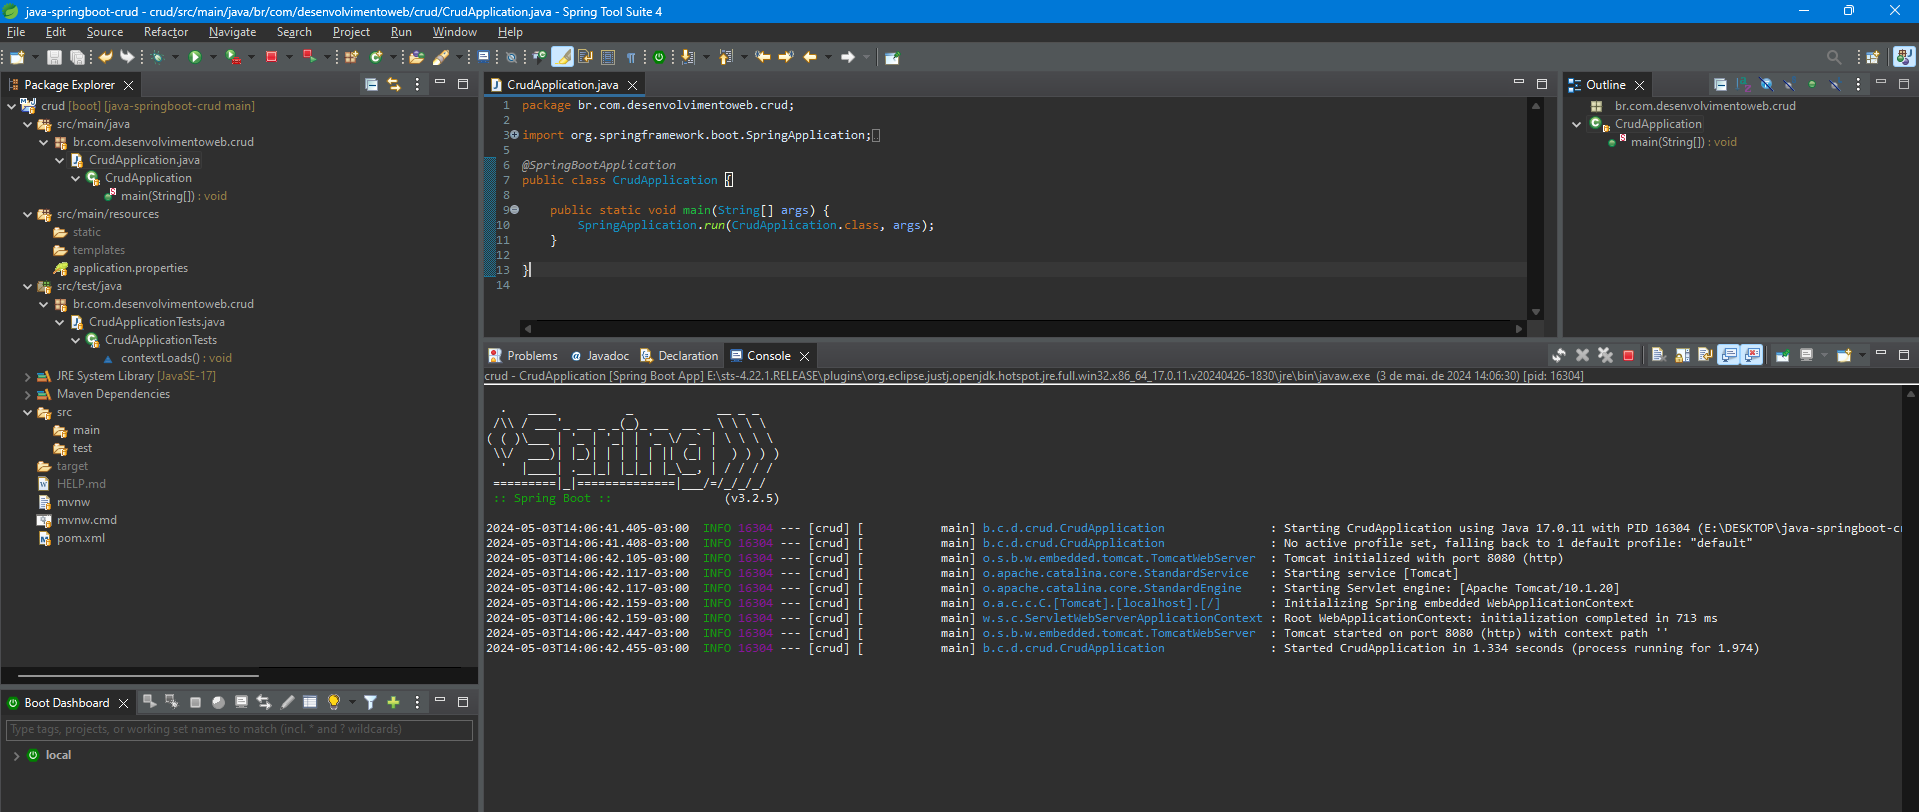 java-springboot-crud - crud/src/main/java/br/com/desenvolvimentoweb/crud/CrudApplication.java - Spring Tool Suite 4
File Edit Source Refactor Navigate Search Project Run Window Help
Package Explorer
crud [boot] [java-springboot-crud main]
src/main/java
br.com.desenvolvimentoweb.crud
CrudApplication.java
CrudApplication
main(String[]) : void
src/main/resources
static
templates
application.properties
src/test/java
br.com.desenvolvimentoweb.crud
CrudApplicationTests.java
CrudApplicationTests
contextLoads() : void
JRE System Library [JavaSE-17]
Maven Dependencies
src
main
test
target
HELP.md
mvnw
mvnw.cmd
pom.xml
Boot Dashboard
Type tags, projects, or working set names to match (incl. * and ? wildcards)
local
CrudApplication.java
1 package br.com.desenvolvimentoweb.crud;
2
3 import org.springframework.boot.SpringApplication;
5
6 @SpringBootApplication
7 public class CrudApplication {
8
9     public static void main(String[] args) {
10         SpringApplication.run(CrudApplication.class, args);
11     }
12
13 }
14
Outline
br.com.desenvolvimentoweb.crud
CrudApplication
main(String[]) : void
Problems @ Javadoc Declaration Console
crud - CrudApplication [Spring Boot App] E:\sts-4.22.1.RELEASE\plugins\org.eclipse.justj.openjdk.hotspot.jre.full.win32.x86_64_17.0.11.v20240426-1830\jre\bin\javaw.exe (3 de mai. de 2024 14:06:30) [pid: 16304]
Spring
:: Spring Boot :: (v3.2.5)
2024-05-03T14:06:41.405-03:00 INFO 16304 --- [crud] [ main] b.c.d.crud.CrudApplication : Starting CrudApplication using Java 17.0.11 with PID 16304 (E:\DESKTOP\java-springboot-c
2024-05-03T14:06:41.408-03:00 INFO 16304 --- [crud] [ main] b.c.d.crud.CrudApplication : No active profile set, falling back to 1 default profile: "default"
2024-05-03T14:06:42.105-03:00 INFO 16304 --- [crud] [ main] o.s.b.w.embedded.tomcat.TomcatWebServer : Tomcat initialized with port 8080 (http)
2024-05-03T14:06:42.117-03:00 INFO 16304 --- [crud] [ main] o.apache.catalina.core.StandardService : Starting service [Tomcat]
2024-05-03T14:06:42.117-03:00 INFO 16304 --- [crud] [ main] o.apache.catalina.core.StandardEngine : Starting Servlet engine: [Apache Tomcat/10.1.20]
2024-05-03T14:06:42.159-03:00 INFO 16304 --- [crud] [ main] o.a.c.c.C.[Tomcat].[localhost].[/] : Initializing Spring embedded WebApplicationContext
2024-05-03T14:06:42.159-03:00 INFO 16304 --- [crud] [ main] w.s.c.ServletWebServerApplicationContext : Root WebApplicationContext: initialization completed in 713 ms
2024-05-03T14:06:42.447-03:00 INFO 16304 --- [crud] [ main] o.s.b.w.embedded.tomcat.TomcatWebServer : Tomcat started on port 8080 (http) with context path ''
2024-05-03T14:06:42.455-03:00 INFO 16304 --- [crud] [ main] b.c.d.crud.CrudApplication : Started CrudApplication in 1.334 seconds (process running for 1.974)